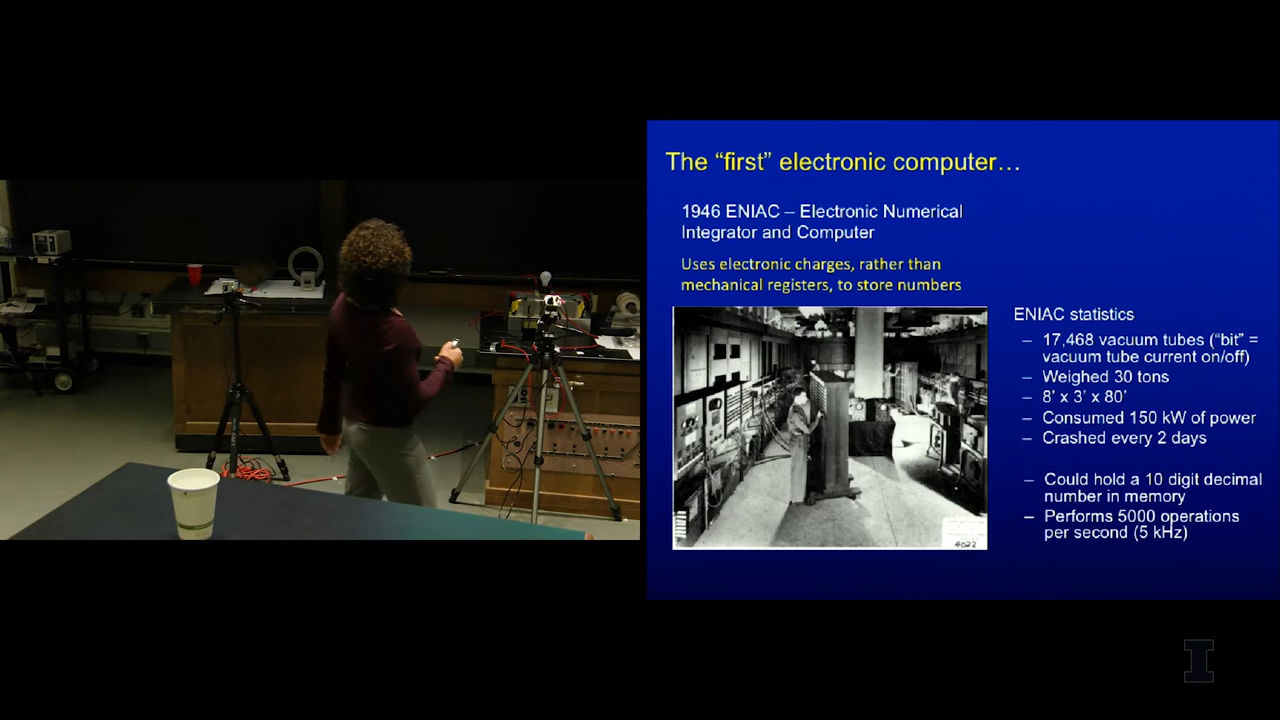 The “first” electronic computer…
1946 ENIAC – Electronic Numerical
Integrator and Computer
Uses electronic charges, rather than
mechanical registers, to store numbers
ENIAC statistics
– 17,468 vacuum tubes (“bit” =
vacuum tube current on/off)
– Weighed 30 tons
– 8’ x 3’ x 80’
– Consumed 150 kW of power
– Crashed every 2 days
– Could hold a 10 digit decimal
number in memory
– Performs 5000 operations
per second (5 kHz)
4622
I